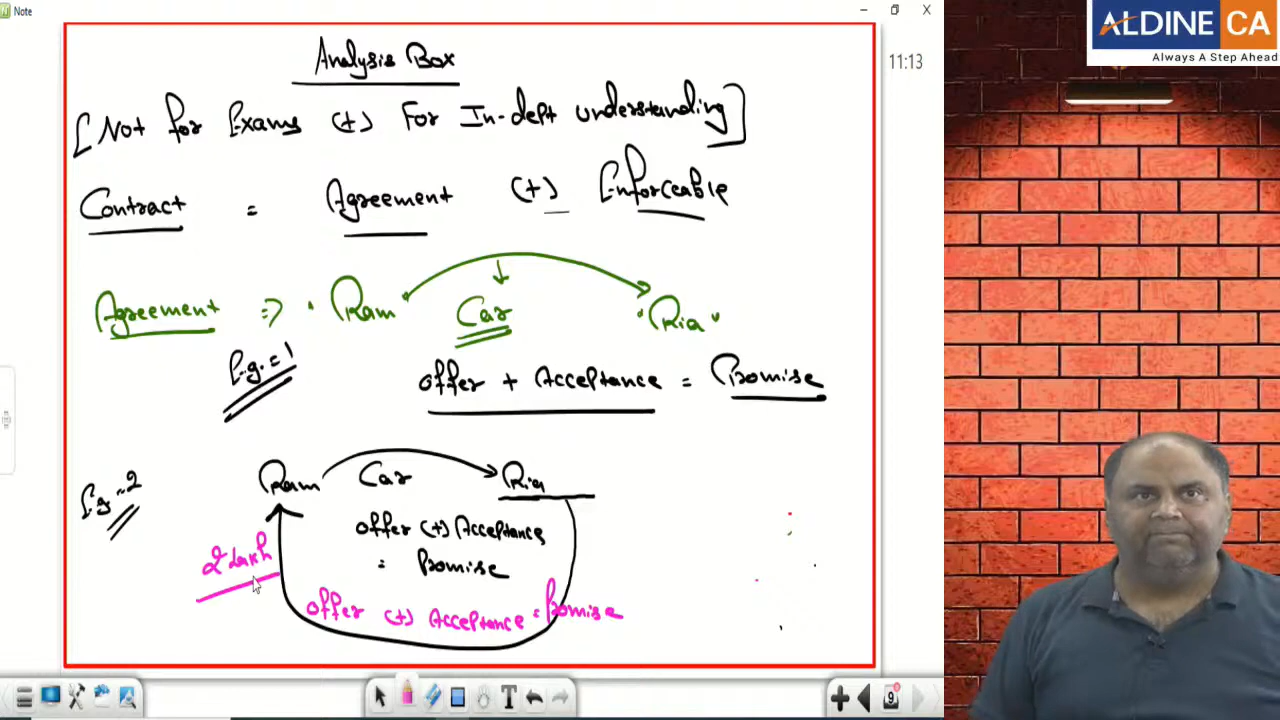 Note
ALDINE CA
Always A Step Ahead
11:13
Analysis Box
[Not for Exams (+) For In-dept understanding]
Contract = Agreement (+) Enforceable
Agreement => Ram Car Ria
E.g. = 1
offer + Acceptance = Promise
E.g. = 2
Ram Car Ria
offer (+) Acceptance
= Promise
2 Lakh
offer (+) Acceptance = Promise
T
9